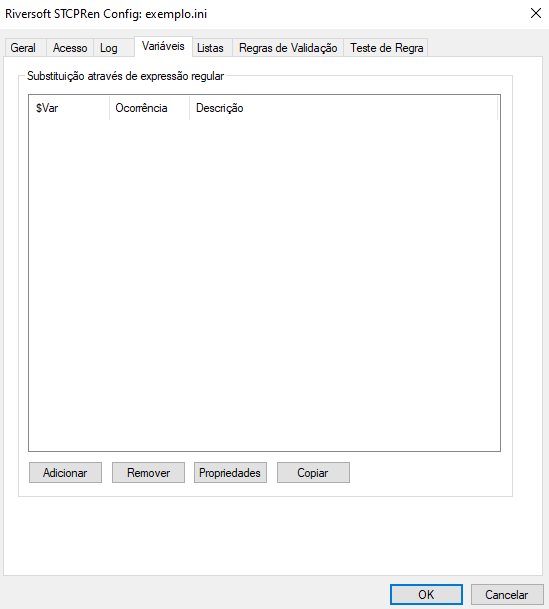 Riversoft STCPRen Config: exemplo.ini
Geral Acesso Log Variáveis Listas Regras de Validação Teste de Regra
Substituição através de expressão regular
$Var Ocorrência Descrição
Adicionar Remover Propriedades Copiar
OK Cancelar